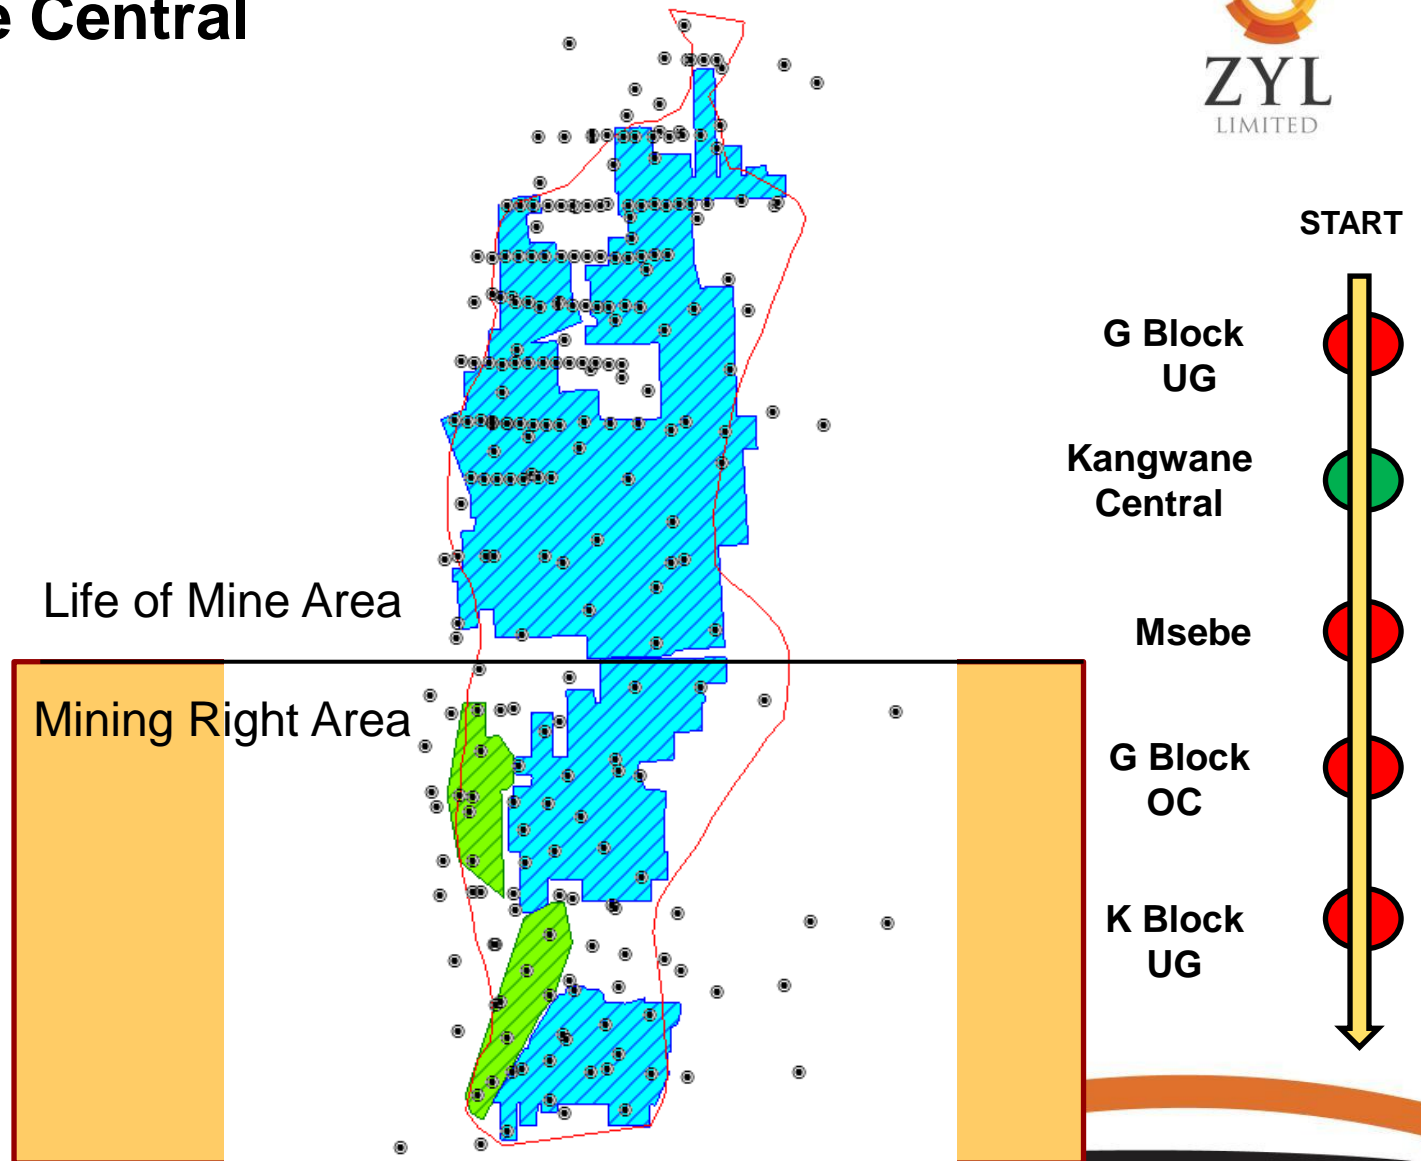 Central
ZYL
LIMITED
START
G Block
UG
Kangwane
Central
Life of Mine Area
Msebe
Mining Right Area
G Block
OC
K Block
UG